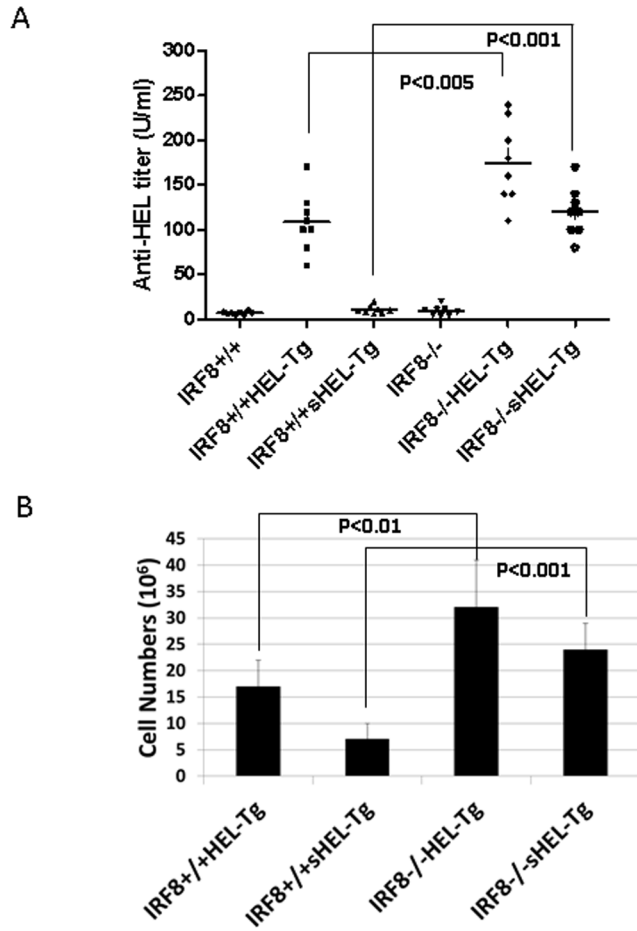 A
P<0.001
P<0.005
Anti-HEL titer (U/ml)
300
250
200
150
100
50
0
IRF8+/+
IRF8+/+HEL-Tg
IRF8+/+sHEL-Tg
IRF8-/-
IRF8-/-HEL-Tg
IRF8-/-sHEL-Tg
B
P<0.01
P<0.001
Cell Numbers (10⁶)
45
40
35
30
25
20
15
10
5
0
IRF8+/+HEL-Tg
IRF8+/+sHEL-Tg
IRF8-/-HEL-Tg
IRF8-/-sHEL-Tg